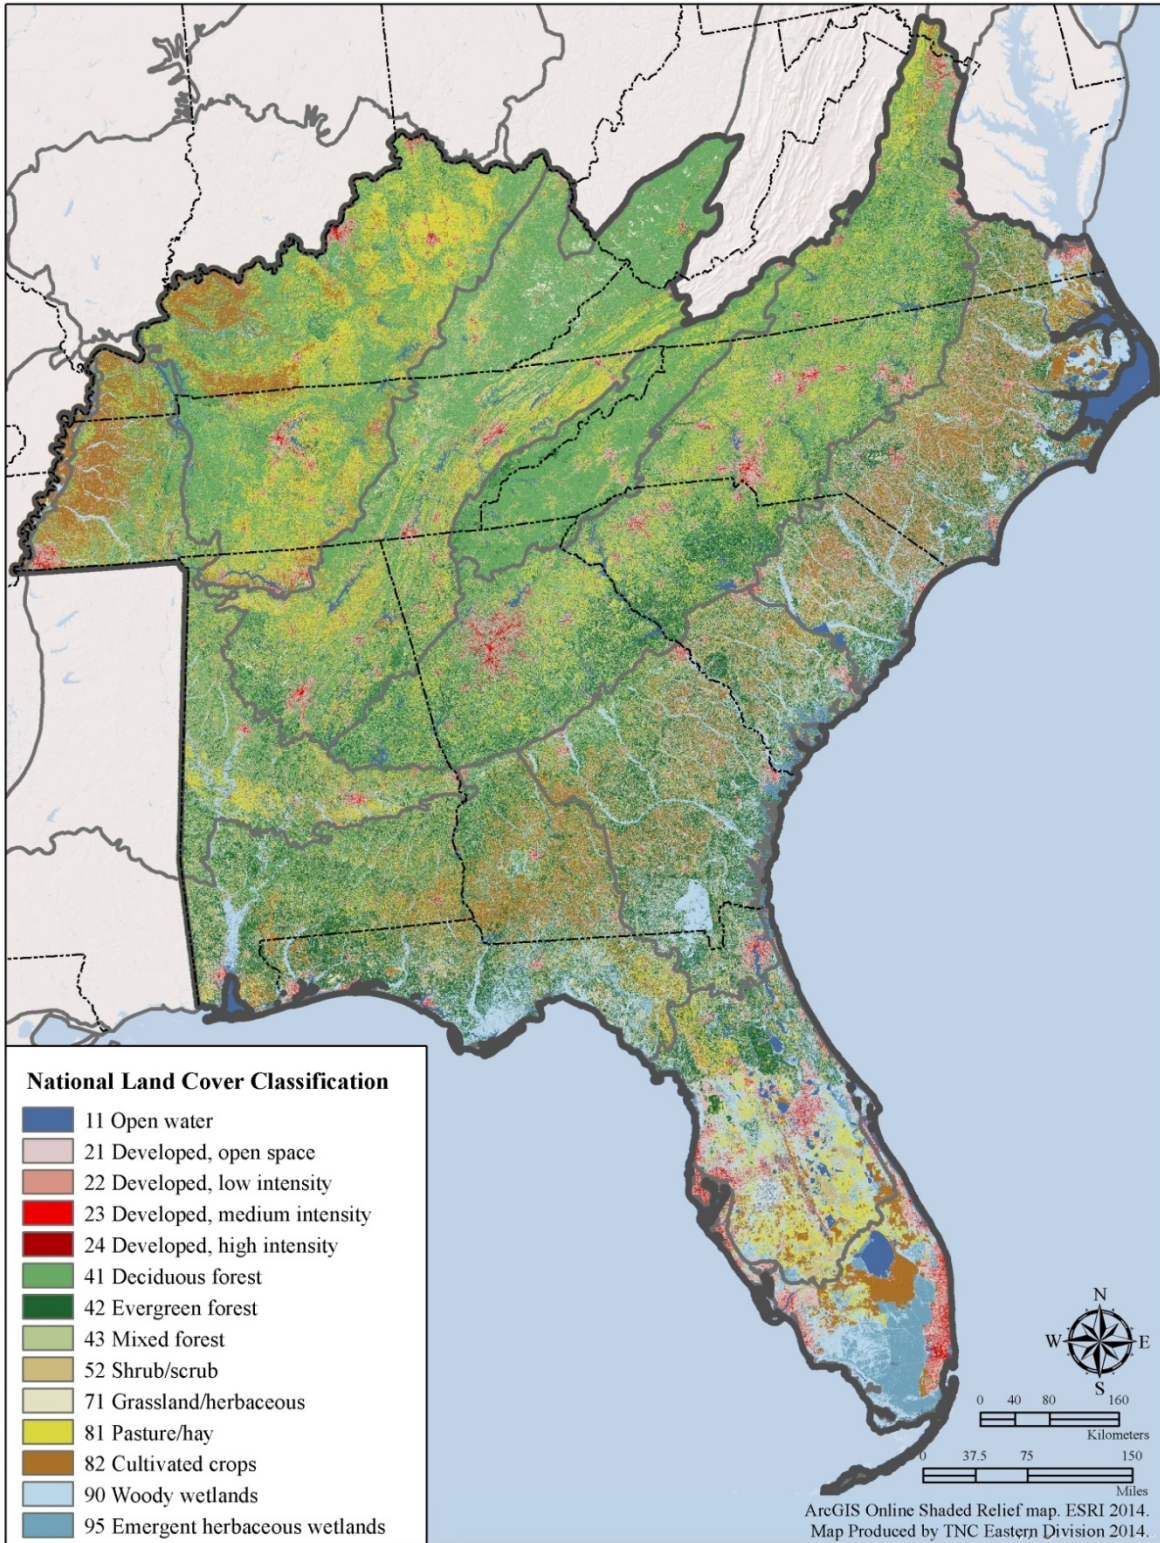 National Land Cover Classification
11 Open water
21 Developed, open space
22 Developed, low intensity
23 Developed, medium intensity
24 Developed, high intensity
41 Deciduous forest
42 Evergreen forest
43 Mixed forest
52 Shrub/scrub
71 Grassland/herbaceous
81 Pasture/hay
82 Cultivated crops
90 Woody wetlands
95 Emergent herbaceous wetlands
N
W E
S
0 40 80 160
Kilometers
0 37.5 75 150
Miles
ArcGIS Online Shaded Relief map. ESRI 2014.
Map Produced by TNC Eastern Division 2014.